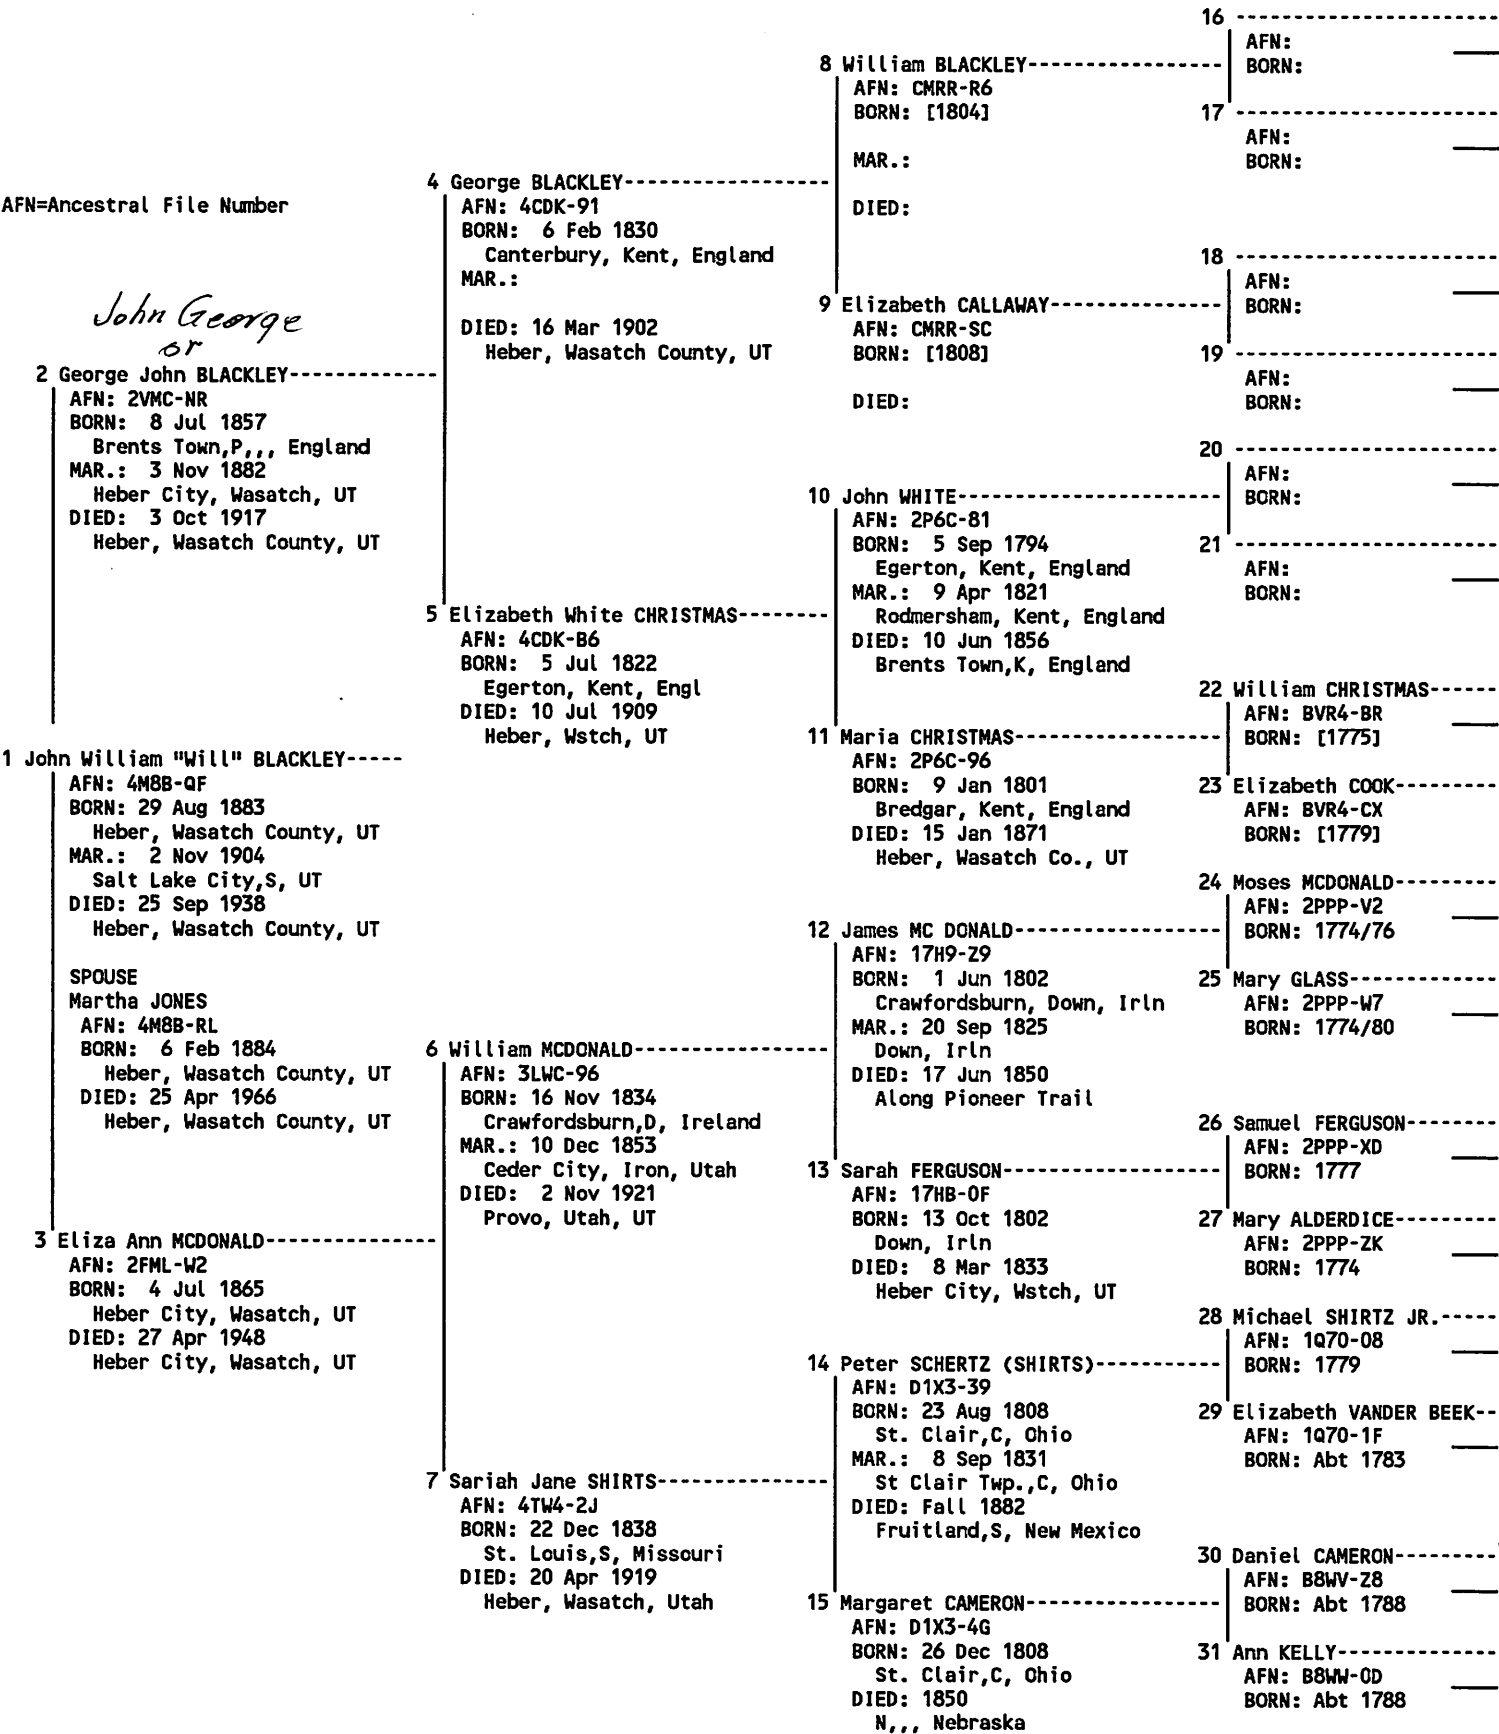 AFN=Ancestral File Number
John George
or
2 George John BLACKLEY-------------
AFN: 2VMC-NR
BORN: 8 Jul 1857
Brents Town,P,,, England
MAR.: 3 Nov 1882
Heber City, Wasatch, UT
DIED: 3 Oct 1917
Heber, Wasatch County, UT
1 John William "Will" BLACKLEY-----
AFN: 4M8B-QF
BORN: 29 Aug 1883
Heber, Wasatch County, UT
MAR.: 2 Nov 1904
Salt Lake City,S, UT
DIED: 25 Sep 1938
Heber, Wasatch County, UT
SPOUSE
Martha JONES
AFN: 4M8B-RL
BORN: 6 Feb 1884
Heber, Wasatch County, UT
DIED: 25 Apr 1966
Heber, Wasatch County, UT
3 Eliza Ann MCDONALD---------------
AFN: 2FML-W2
BORN: 4 Jul 1865
Heber City, Wasatch, UT
DIED: 27 Apr 1948
Heber City, Wasatch, UT
4 George BLACKLEY------------------
AFN: 4CDK-91
BORN: 6 Feb 1830
Canterbury, Kent, England
MAR.:
DIED: 16 Mar 1902
Heber, Wasatch County, UT
5 Elizabeth White CHRISTMAS--------
AFN: 4CDK-B6
BORN: 5 Jul 1822
Egerton, Kent, Engl
DIED: 10 Jul 1909
Heber, Wstch, UT
6 William MCDONALD-----------------
AFN: 3LWC-96
BORN: 16 Nov 1834
Crawfordsburn,D, Ireland
MAR.: 10 Dec 1853
Ceder City, Iron, Utah
DIED: 2 Nov 1921
Provo, Utah, UT
7 Sariah Jane SHIRTS---------------
AFN: 4TW4-2J
BORN: 22 Dec 1838
St. Louis,S, Missouri
DIED: 20 Apr 1919
Heber, Wasatch, Utah
8 William BLACKLEY-----------------
AFN: CMRR-R6
BORN: [1804]
MAR.:
DIED:
9 Elizabeth CALLAWAY---------------
AFN: CMRR-SC
BORN: [1808]
DIED:
10 John WHITE-----------------------
AFN: 2P6C-81
BORN: 5 Sep 1794
Egerton, Kent, England
MAR.: 9 Apr 1821
Rodmersham, Kent, England
DIED: 10 Jun 1856
Brents Town,K, England
11 Maria CHRISTMAS------------------
AFN: 2P6C-96
BORN: 9 Jan 1801
Bredgar, Kent, England
DIED: 15 Jan 1871
Heber, Wasatch Co., UT
12 James MC DONALD------------------
AFN: 17H9-Z9
BORN: 1 Jun 1802
Crawfordsburn, Down, Irln
MAR.: 20 Sep 1825
Down, Irln
DIED: 17 Jun 1850
Along Pioneer Trail
13 Sarah FERGUSON-------------------
AFN: 17HB-0F
BORN: 13 Oct 1802
Down, Irln
DIED: 8 Mar 1833
Heber City, Wstch, UT
14 Peter SCHERTZ (SHIRTS)-----------
AFN: D1X3-39
BORN: 23 Aug 1808
St. Clair,C, Ohio
MAR.: 8 Sep 1831
St Clair Twp.,C, Ohio
DIED: Fall 1882
Fruitland,S, New Mexico
15 Margaret CAMERON-----------------
AFN: D1X3-4G
BORN: 26 Dec 1808
St. Clair,C, Ohio
DIED: 1850
N,,, Nebraska
16 -----------------------
AFN:
BORN:
17 -----------------------
AFN:
BORN:
18 -----------------------
AFN:
BORN:
19 -----------------------
AFN:
BORN:
20 -----------------------
AFN:
BORN:
21 -----------------------
AFN:
BORN:
22 William CHRISTMAS------
AFN: BVR4-BR
BORN: [1775]
23 Elizabeth COOK---------
AFN: BVR4-CX
BORN: [1779]
24 Moses MCDONALD---------
AFN: 2PPP-V2
BORN: 1774/76
25 Mary GLASS-------------
AFN: 2PPP-W7
BORN: 1774/80
26 Samuel FERGUSON--------
AFN: 2PPP-XD
BORN: 1777
27 Mary ALDERDICE---------
AFN: 2PPP-ZK
BORN: 1774
28 Michael SHIRTZ JR.-----
AFN: 1Q70-08
BORN: 1779
29 Elizabeth VANDER BEEK--
AFN: 1Q70-1F
BORN: Abt 1783
30 Daniel CAMERON---------
AFN: B8WV-Z8
BORN: Abt 1788
31 Ann KELLY--------------
AFN: B8WW-0D
BORN: Abt 1788